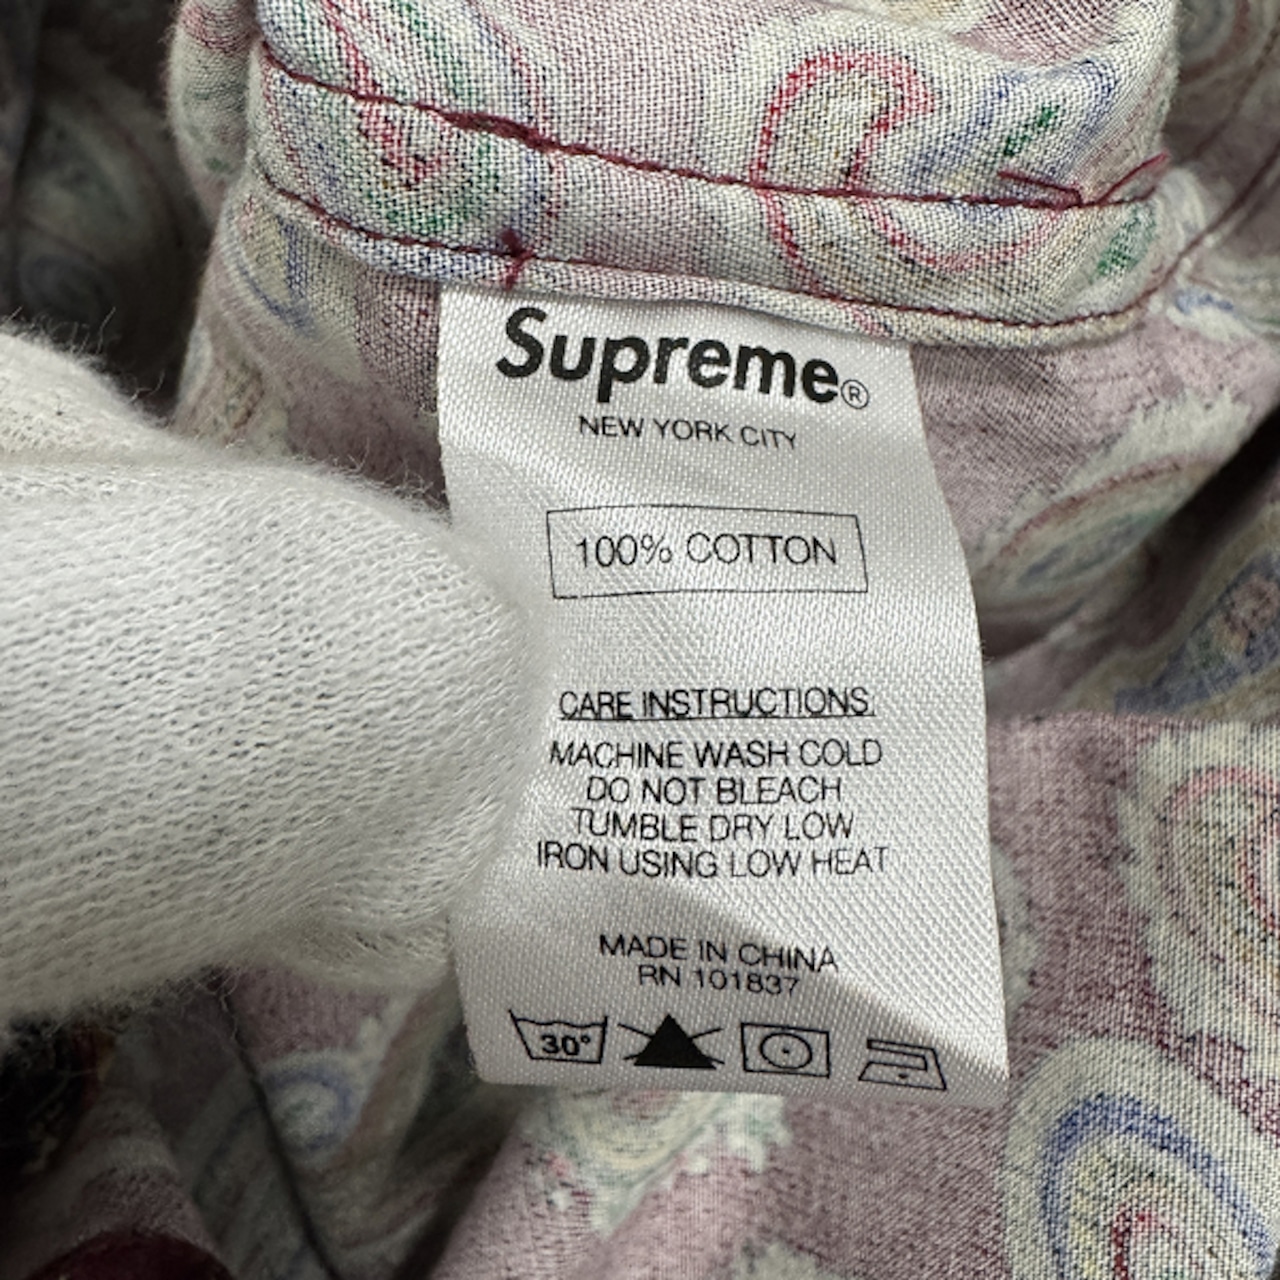 Supreme®
NEW YORK CITY
100% COTTON
CARE INSTRUCTIONS:
MACHINE WASH COLD
DO NOT BLEACH
TUMBLE DRY LOW
IRON USING LOW HEAT
MADE IN CHINA
RN 101837
30°